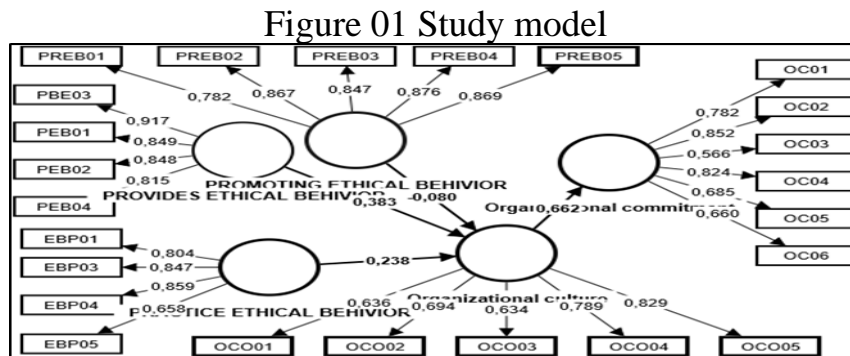 Figure 01 Study model
PREB01 PREB02 PREB03 PREB04 PREB05
0,782 0,867 0,847 0,876 0,869
OC01
OC02
OC03
OC04
OC05
OC06
0,782
0,852
0,566
0,824
0,685
0,660
PBE03
PEB01
PEB02
PEB04
0,917
0,849
0,848
0,815
PROMOTING ETHICAL BEHIVIOR
PROVIDES ETHICAL BEHIVIOR
0,383 -0,080
0,662
EBP01
EBP03
EBP04
EBP05
0,804
0,847
0,859
0,658
0,238
ETHICAL BEHIVIOR
Organizational culture
0,636 0,694 0,634 0,789 0,829
OCO01 OCO02 OCO03 OCO04 OCO05